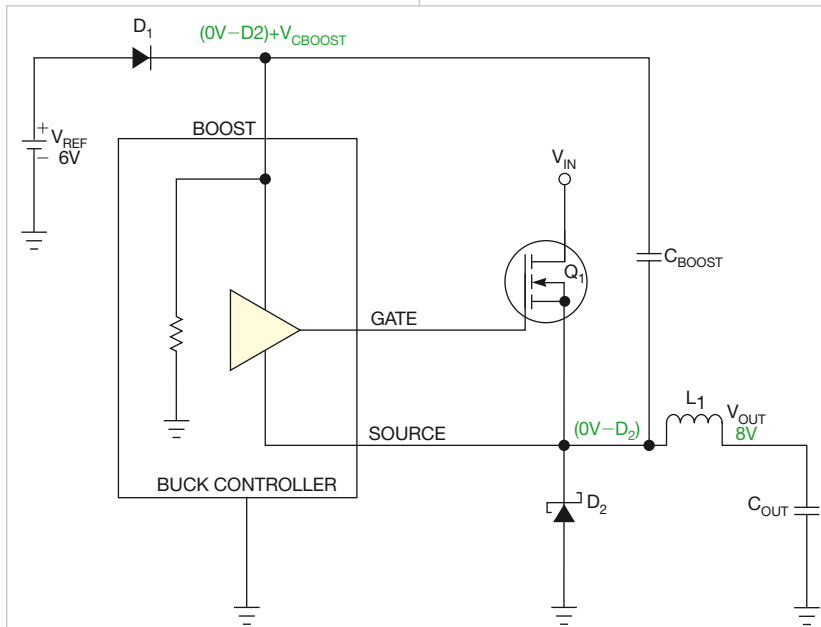 D1
(0V–D2)+VCBOOST
BOOST
+
VREF
–
6V
VIN
Q1
CBOOST
GATE
L1
VOUT
8V
SOURCE
(0V–D2)
BUCK CONTROLLER
D2
COUT